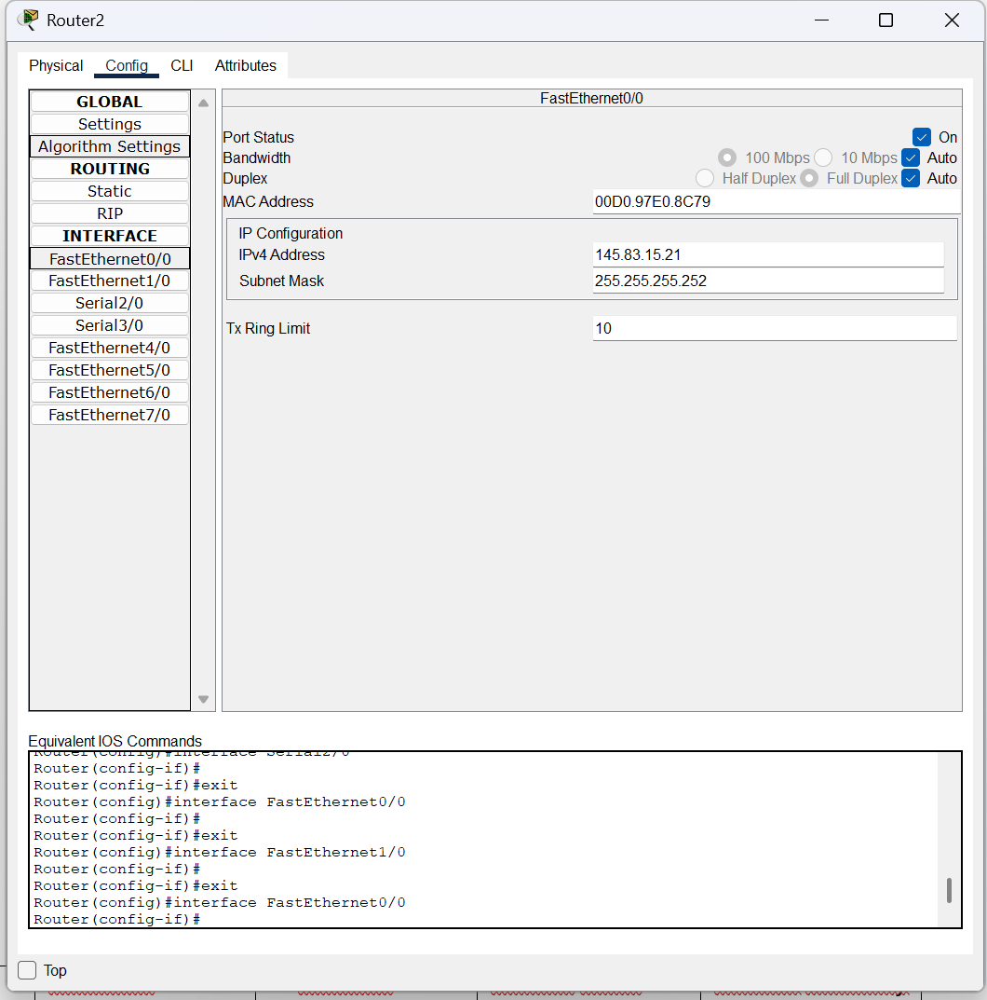 Router2
Physical Config CLI Attributes
GLOBAL
Settings
Algorithm Settings
ROUTING
Static
RIP
INTERFACE
FastEthernet0/0
FastEthernet1/0
Serial2/0
Serial3/0
FastEthernet4/0
FastEthernet5/0
FastEthernet6/0
FastEthernet7/0
FastEthernet0/0
Port Status On
Bandwidth 100 Mbps 10 Mbps Auto
Duplex Half Duplex Full Duplex Auto
MAC Address 00D0.97E0.8C79
IP Configuration
IPv4 Address 145.83.15.21
Subnet Mask 255.255.255.252
Tx Ring Limit 10
Equivalent IOS Commands
Router(config)#interface Serial2/0
Router(config-if)#
Router(config-if)#exit
Router(config)#interface FastEthernet0/0
Router(config-if)#
Router(config-if)#exit
Router(config)#interface FastEthernet1/0
Router(config-if)#
Router(config-if)#exit
Router(config)#interface FastEthernet0/0
Router(config-if)#
Top